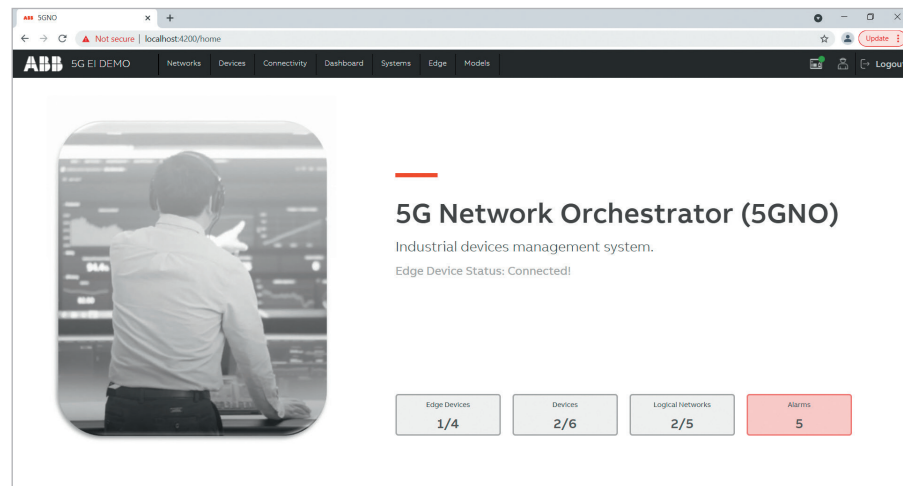 ABB 5GNO
Not secure | localhost:4200/home
Update
ABB 5G EI DEMO Networks Devices Connectivity Dashboard Systems Edge Models Logout
5G Network Orchestrator (5GNO)
Industrial devices management system.
Edge Device Status: Connected!
Edge Devices Devices Logical Networks Alarms
1/4 2/6 2/5 5